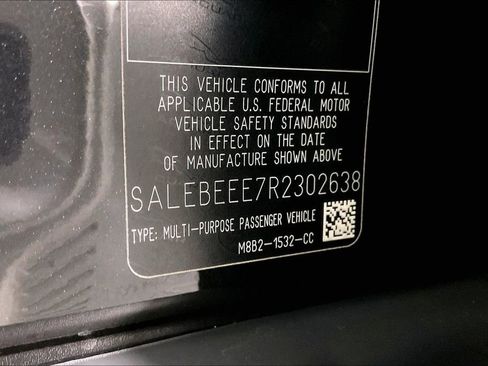 THIS VEHICLE CONFORMS TO ALL
APPLICABLE U.S. FEDERAL MOTOR
VEHICLE SAFETY STANDARDS
IN EFFECT ON THE DATE
OF MANUFACTURE SHOWN ABOVE
SALEBEEE7R2302638
TYPE: MULTI-PURPOSE PASSENGER VEHICLE
M8B2-1532-CC